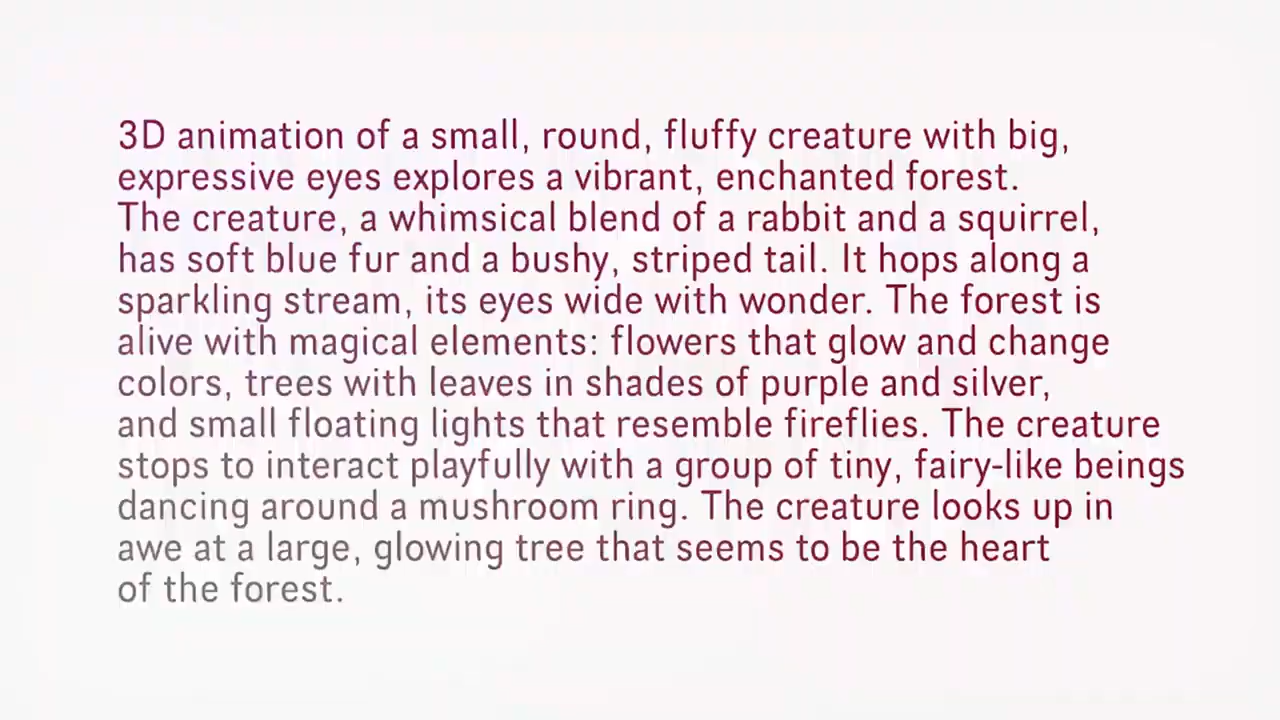 3D animation of a small, round, fluffy creature with big,
expressive eyes explores a vibrant, enchanted forest.
The creature, a whimsical blend of a rabbit and a squirrel,
has soft blue fur and a bushy, striped tail. It hops along a
sparkling stream, its eyes wide with wonder. The forest is
alive with magical elements: flowers that glow and change
colors, trees with leaves in shades of purple and silver,
and small floating lights that resemble fireflies. The creature
stops to interact playfully with a group of tiny, fairy-like beings
dancing around a mushroom ring. The creature looks up in
awe at a large, glowing tree that seems to be the heart
of the forest.